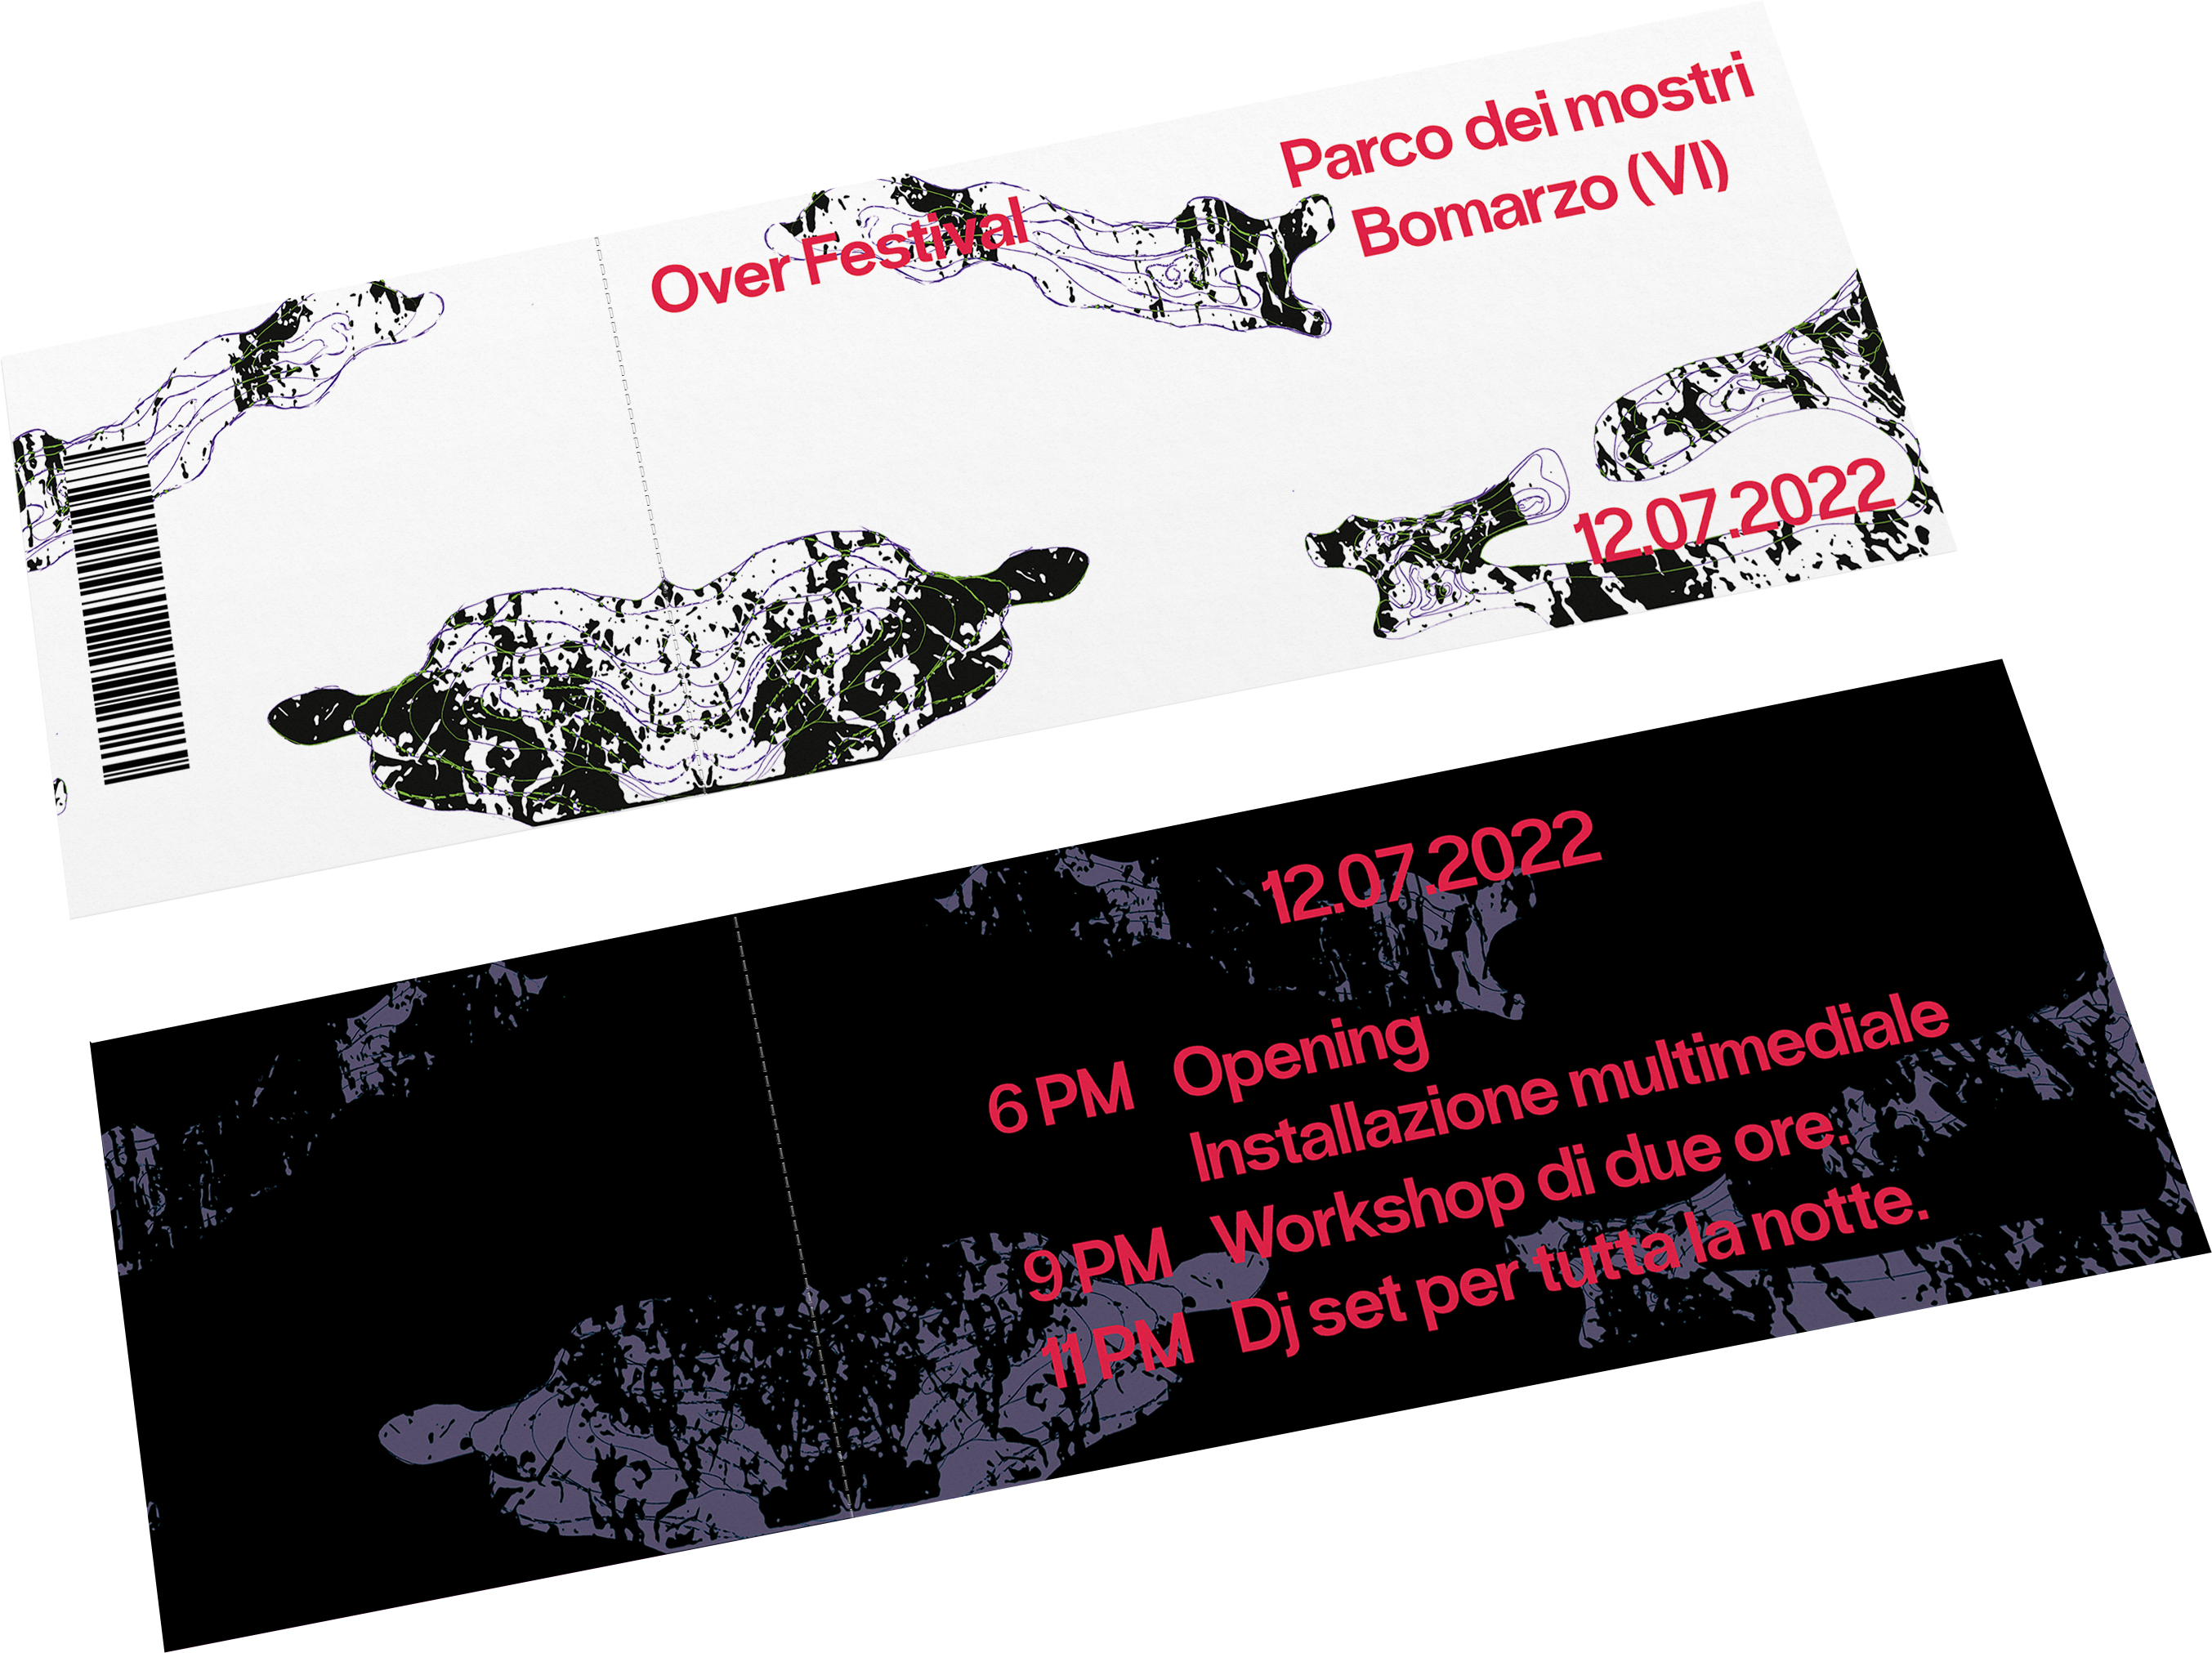 Over Festival
Parco dei mostri
Bomarzo (VI)
12.07.2022
12.07.2022
6 PM Opening
Installazione multimediale
9 PM Workshop di due ore.
11 PM Dj set per tutta la notte.